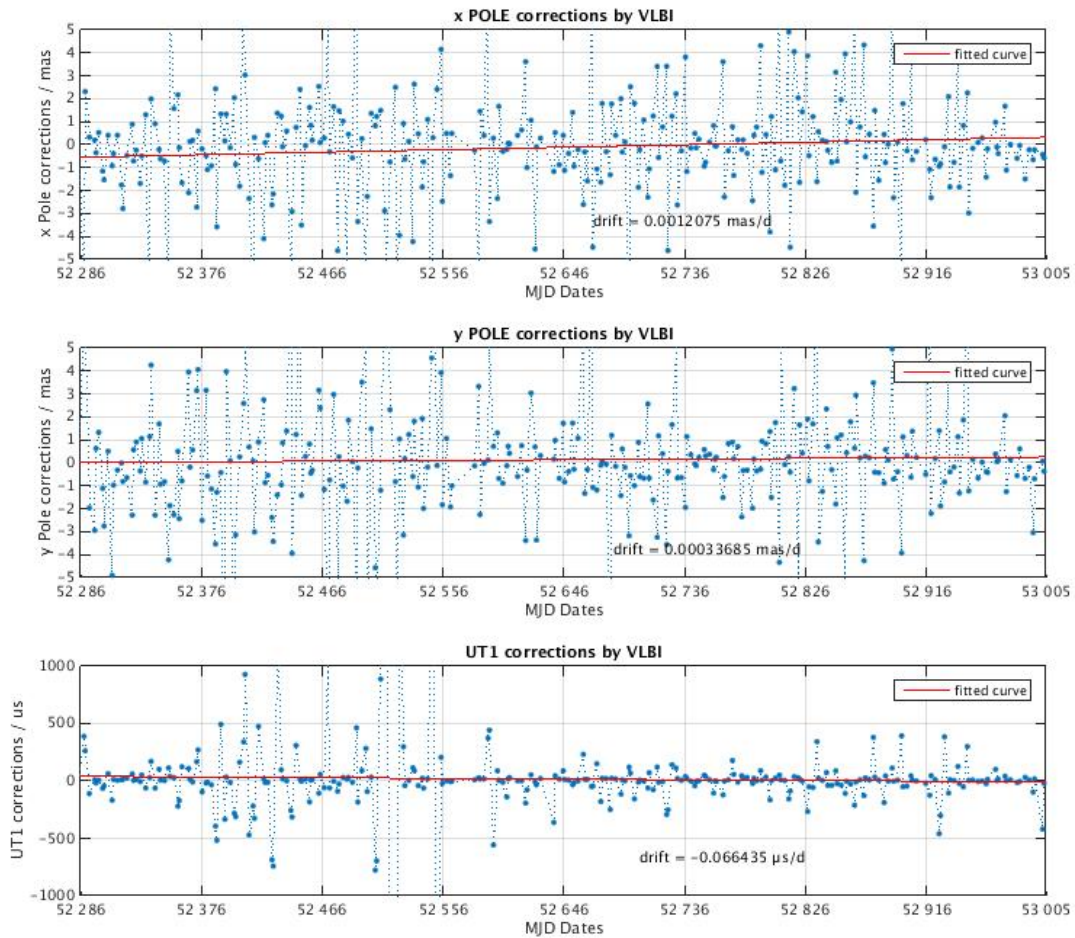 x POLE corrections by VLBI
5
4
3
2
1
0
−1
−2
−3
−4
−5
x Pole corrections / mas
fitted curve
drift = 0.0012075 mas/d
52 286 52 376 52 466 52 556 52 646 52 736 52 826 52 916 53 005
MJD Dates
y POLE corrections by VLBI
5
4
3
2
1
0
−1
−2
−3
−4
−5
y Pole corrections / mas
fitted curve
drift = 0.00033685 mas/d
52 286 52 376 52 466 52 556 52 646 52 736 52 826 52 916 53 005
MJD Dates
UT1 corrections by VLBI
1000
500
0
−500
−1000
UT1 corrections / us
fitted curve
drift = −0.066435 µs/d
52 286 52 376 52 466 52 556 52 646 52 736 52 826 52 916 53 005
MJD Dates